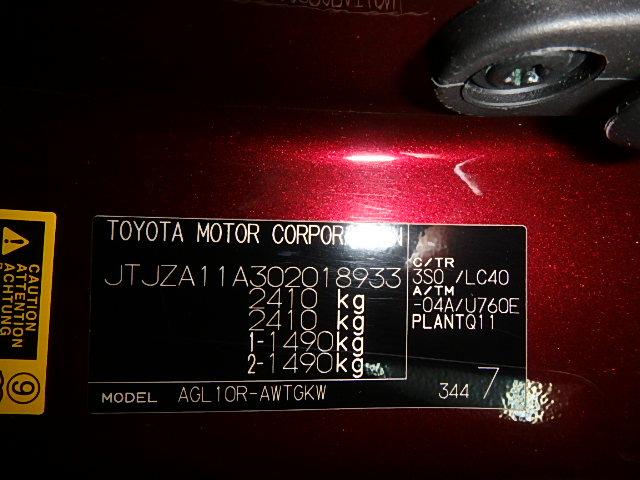 TOYOTA MOTOR CORPORATION
JTJZA11A302018933
2410 kg
2410 kg
1-1490kg
2-1490kg
C/TR
3S0 /LC40
A/TM
-04A/U760E
PLANTQ11
MODEL AGL10R-AWTGKW
344 7
CAUTION
ATTENTION
ACHTUNG
9